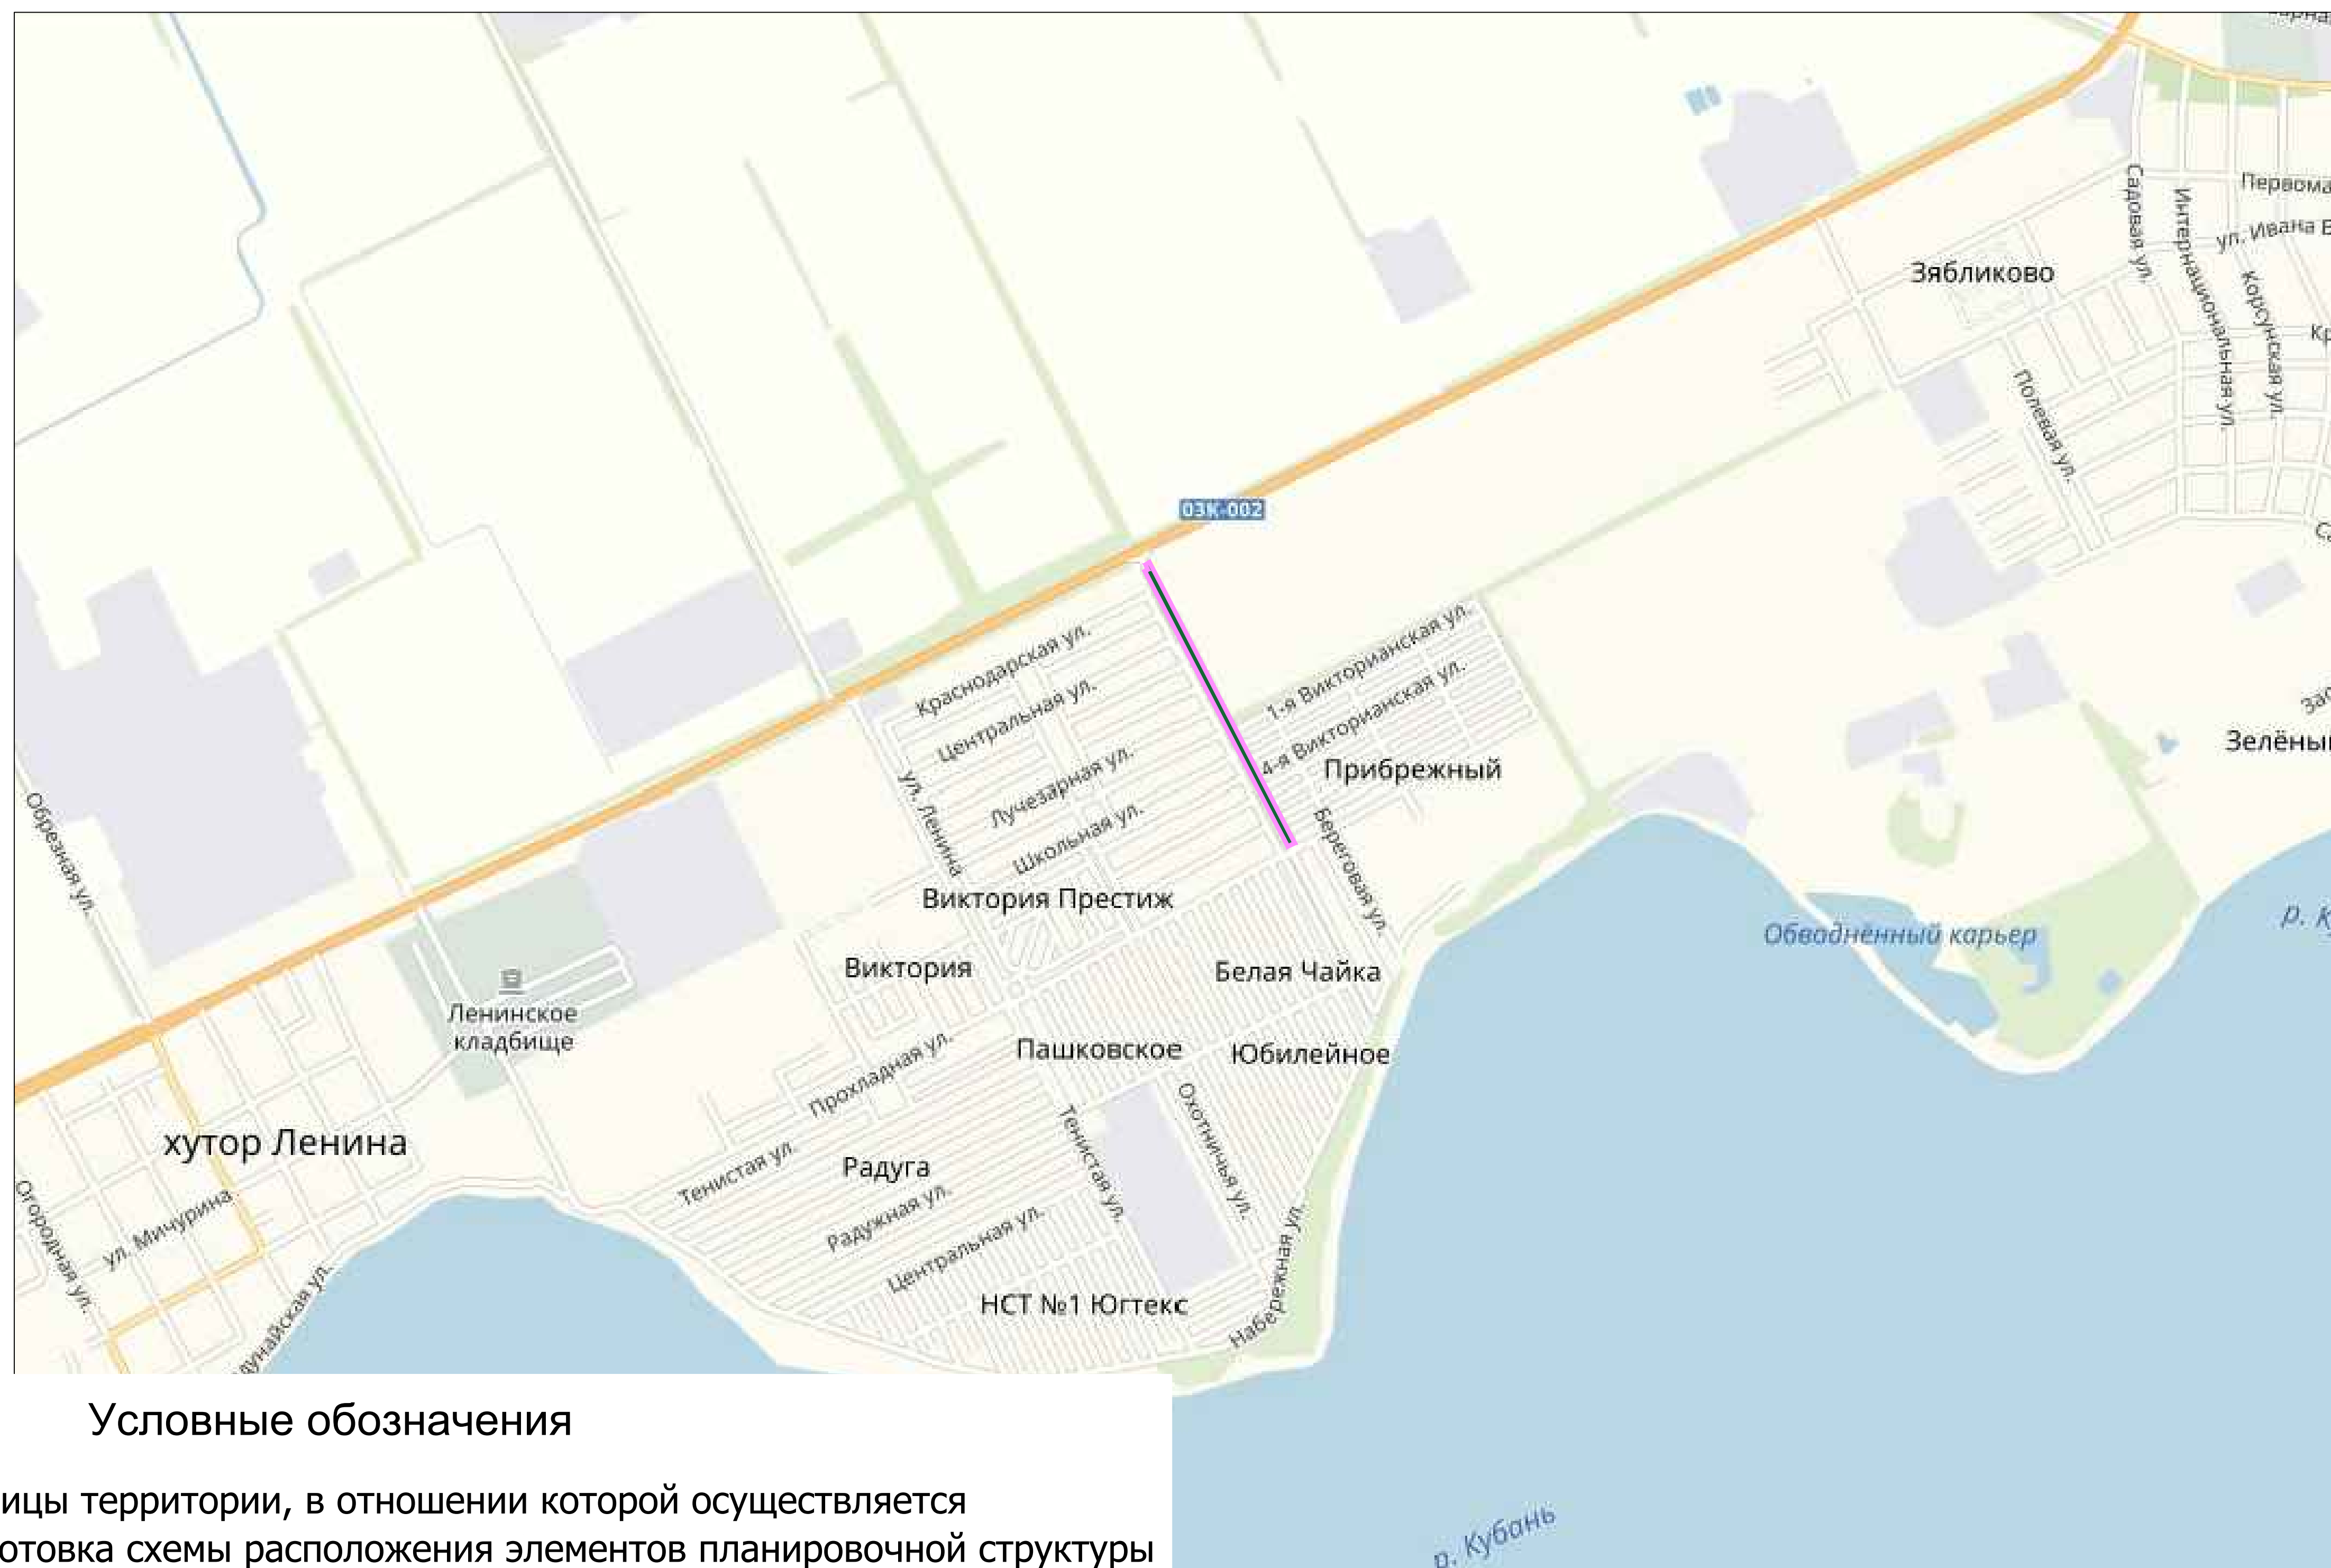 Садовая ул.
Интернациональная ул.
ул. Ивана
Корсунская ул.
Зябликово
Полевая ул.
03К-002
Краснодарская ул.
Центральная ул.
Лучезарная ул.
Школьная ул.
ул. Ленина
1-я Викторианская ул.
4-я Викторианская ул.
Прибрежный
Береговая ул.
Обрезная ул.
Виктория Престиж
Виктория
Белая Чайка
Обводнённый карьер
р.
Ленинское
кладбище
Пашковское
Юбилейное
Прохладная ул.
хутор Ленина
Тенистая ул.
Радуга
Тенистая ул.
Охотничья ул.
Радужная ул.
Центральная ул.
ул. Мичурина
Огородная ул.
НСТ №1 Югтекс
Набережная ул.
Условные обозначения
ицы территории, в отношении которой осуществляется
отовка схемы расположения элементов планировочной структуры
р. Кубань